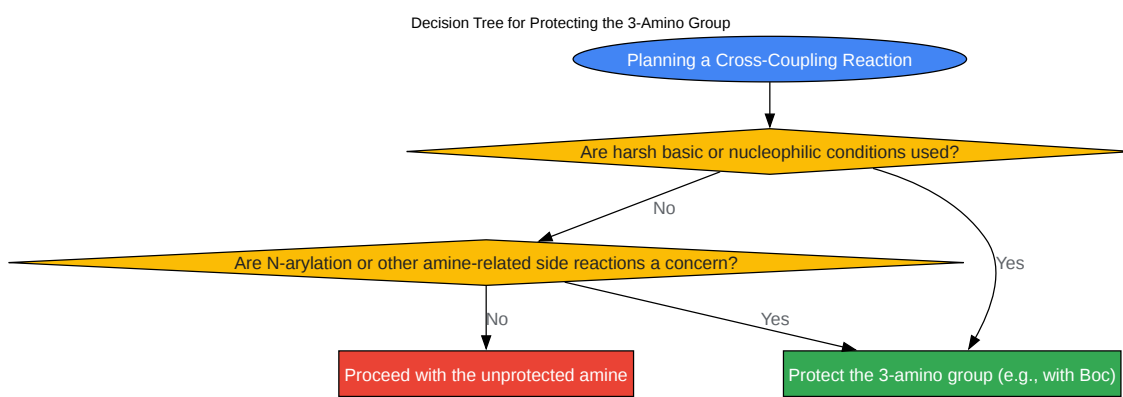 Decision Tree for Protecting the 3-Amino Group
Planning a Cross-Coupling Reaction
Are harsh basic or nucleophilic conditions used?
No
Are N-arylation or other amine-related side reactions a concern?
Yes
No
Yes
Proceed with the unprotected amine
Protect the 3-amino group (e.g., with Boc)